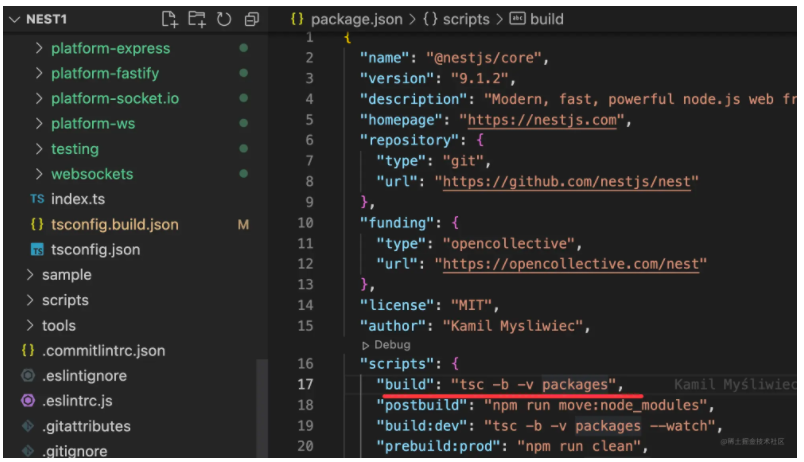 NEST1
package.json > {} scripts > build
platform-express
platform-fastify
platform-socket.io
platform-ws
testing
websockets
TS index.ts
{} tsconfig.build.json M
tsconfig.json
sample
scripts
tools
{} .commitlintrc.json
.eslintignore
.eslintrc.js
.gitattributes
.gitignore
1 {
2 "name": "@nestjs/core",
3 "version": "9.1.2",
4 "description": "Modern, fast, powerful node.js web fr
5 "homepage": "https://nestjs.com",
6 "repository": {
7 "type": "git",
8 "url": "https://github.com/nestjs/nest"
9 },
10 "funding": {
11 "type": "opencollective",
12 "url": "https://opencollective.com/nest"
13 },
14 "license": "MIT",
15 "author": "Kamil Mysliwiec",
Debug
16 "scripts": {
17 "build": "tsc -b -v packages", Kamil Myśliwiec
18 "postbuild": "npm run move:node_modules",
19 "build:dev": "tsc -b -v packages --watch",
20 "prebuild:prod": "npm run clean",
@稀土掘金技术社区